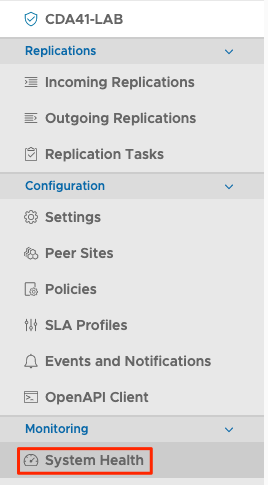 CDA41-LAB
Replications
Incoming Replications
Outgoing Replications
Replication Tasks
Configuration
Settings
Peer Sites
Policies
SLA Profiles
Events and Notifications
OpenAPI Client
Monitoring
System Health